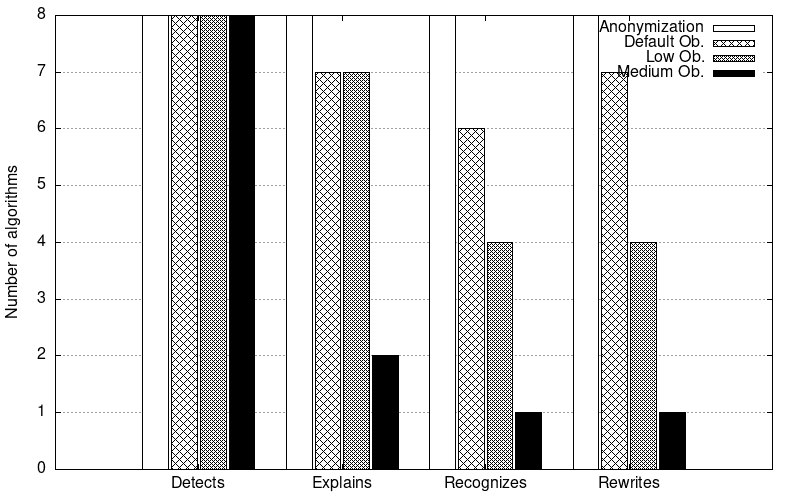 Number of algorithms
8
7
6
5
4
3
2
1
0
Anonymization
Default Ob.
Low Ob.
Medium Ob.
Detects Explains Recognizes Rewrites